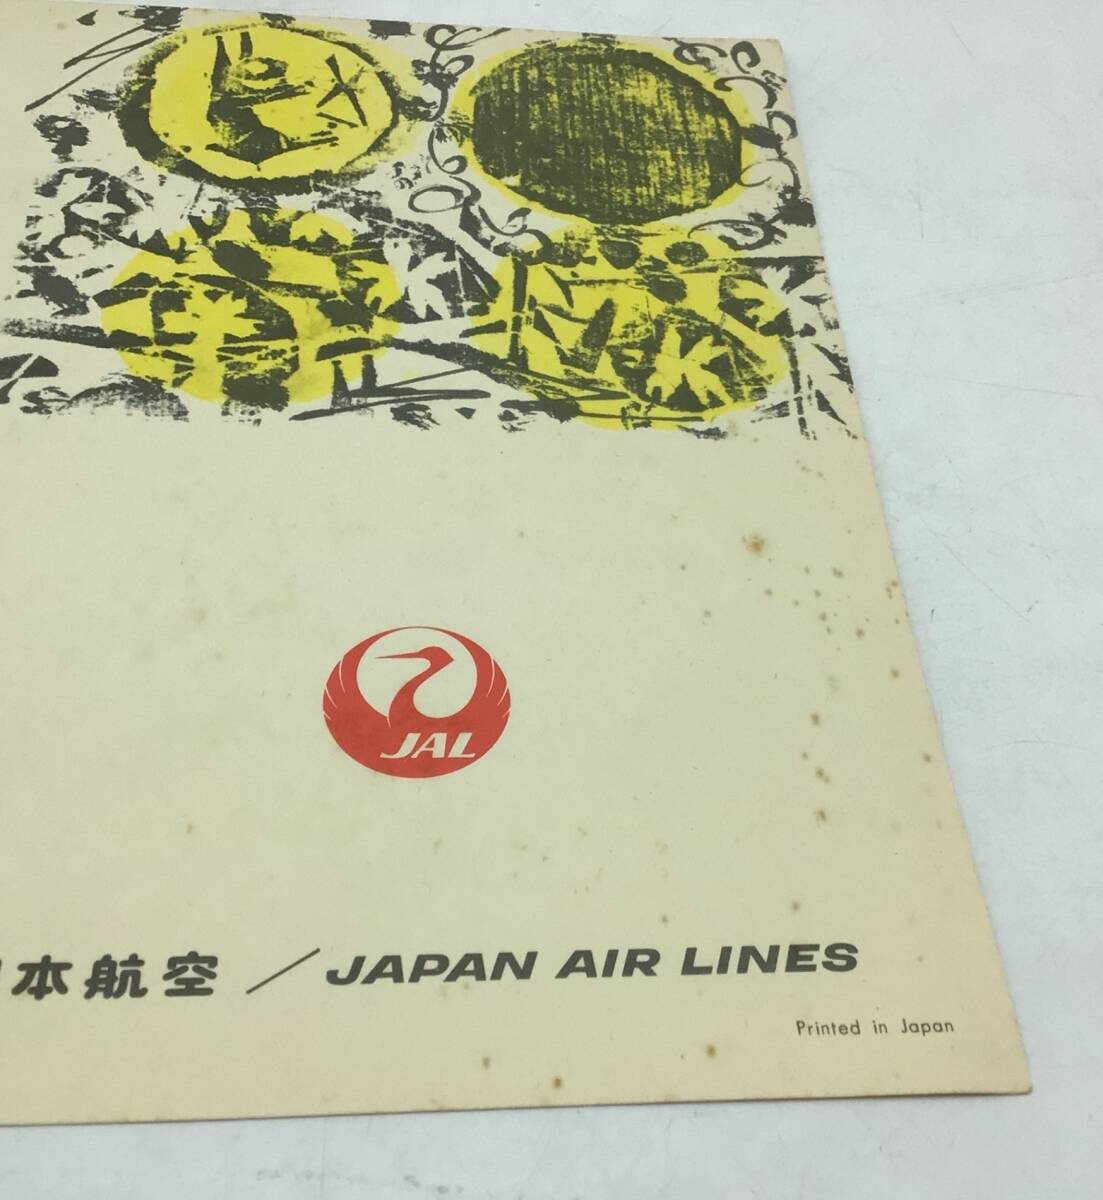 JAL
本航空 / JAPAN AIR LINES
Printed in Japan